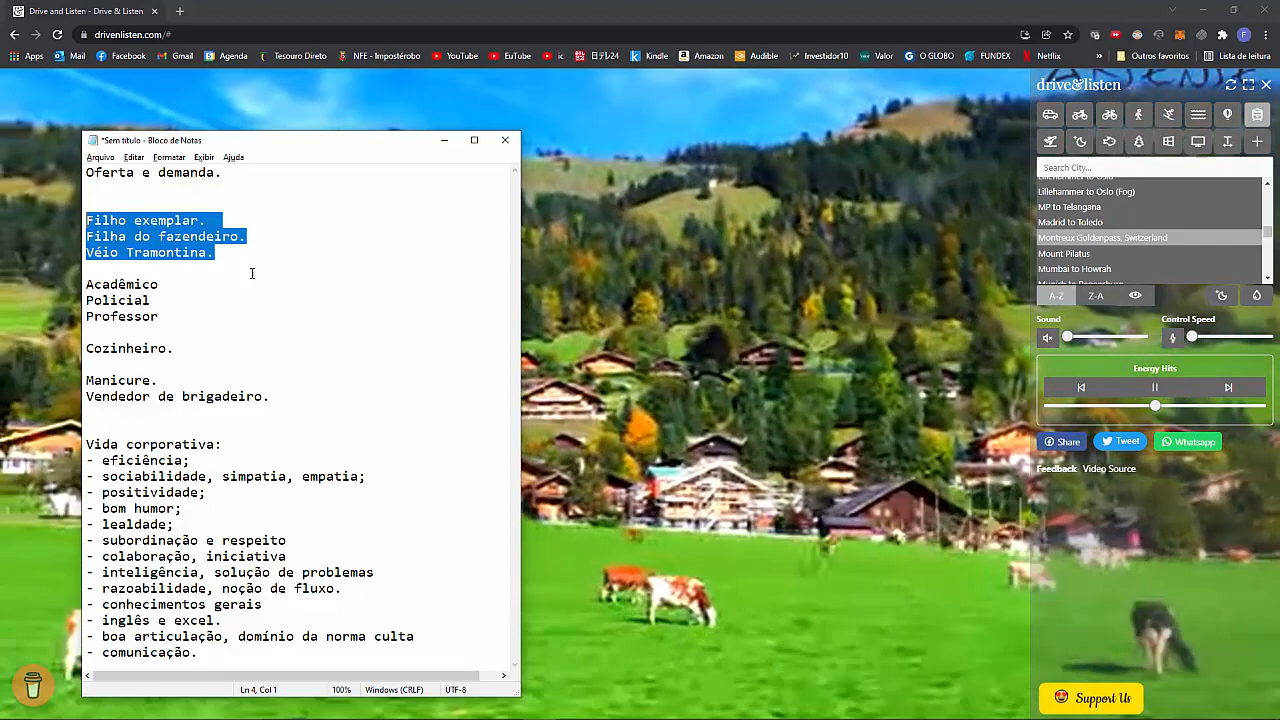 Drive and Listen - Drive & Listen
drivenlisten.com/#
Apps
Mail
Facebook
Gmail
Agenda
Tesouro Direto
NFE - Impostérobo
YouTube
EuTube
ic
Kindle
Amazon
Audible
Investidor10
Valor
O GLOBO
FUNDEX
Netflix
Outros favoritos
Lista de leitura
*Sem título - Bloco de Notas
Arquivo Editar Formatar Exibir Ajuda
Oferta e demanda.
Filho exemplar.
Filha do fazendeiro.
Véio Tramontina.
Acadêmico
Policial
Professor
Cozinheiro.
Manicure.
Vendedor de brigadeiro.
Vida corporativa:
- eficiência;
- sociabilidade, simpatia, empatia;
- positividade;
- bom humor;
- lealdade;
- subordinação e respeito
- colaboração, iniciativa
- inteligência, solução de problemas
- razoabilidade, noção de fluxo.
- conhecimentos gerais
- inglês e excel.
- boa articulação, domínio da norma culta
- comunicação.
Ln 4, Col 1
100%
Windows (CRLF)
UTF-8
drive&listen
Search City...
Lillehammer to Oslo
Lillehammer to Oslo (Fog)
MP to Telangana
Madrid to Toledo
Montreux Goldenpass, Switzerland
Mount Pilatus
Mumbai to Howrah
A-Z
Z-A
Sound
Control Speed
Energy Hits
Share
Tweet
Whatsapp
Feedback Video Source
Support Us